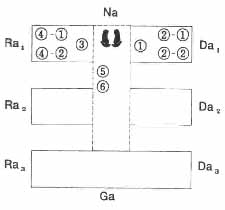 Na
Ra₁ ④-① ③ ① ②-① Da₁
④-② ②-②
⑤
⑥
Ra₂ Da₂
Ra₃ Da₃
Ga